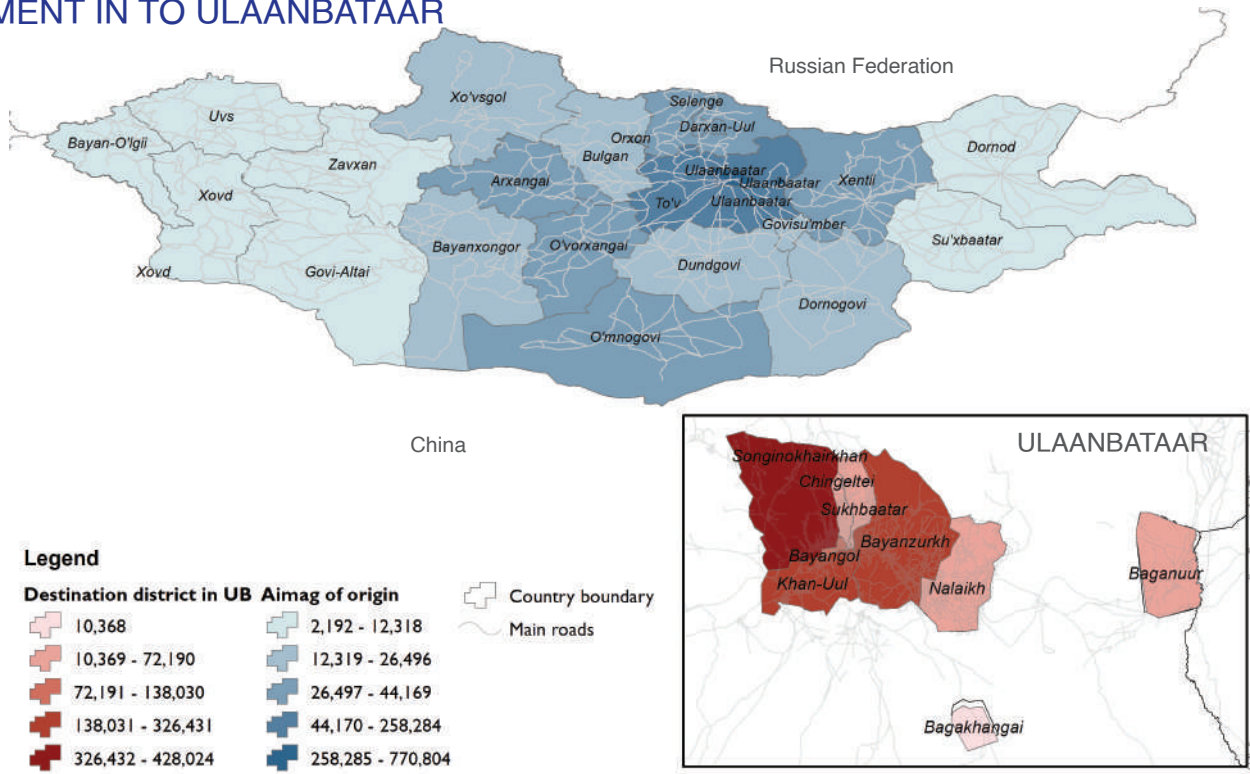 MENT IN TO ULAANBATAAR
Russian Federation
Xo'vsgol
Selenge
Uvs
Darxan-Uul
Orxon
Bayan-O'lgii
Bulgan
Dornod
Zavxan
Ulaanbaatar
Arxangai
Ulaanbaatar
Xentii
Xovd
To'v
Ulaanbaatar
Govisu'mber
Bayanxongor
O'vorxangai
Su'xbaatar
Dundgovi
Xovd
Govi-Altai
Dornogovi
O'mnogovi
China
ULAANBATAAR
Songinokhairkhan
Chingeltei
Sukhbaatar
Bayanzurkh
Bayangol
Khan-Uul
Nalaikh
Baganuur
Bagakhangai
Legend
Destination district in UB
10,368
10,369 - 72,190
72,191 - 138,030
138,031 - 326,431
326,432 - 428,024
Aimag of origin
2,192 - 12,318
12,319 - 26,496
26,497 - 44,169
44,170 - 258,284
258,285 - 770,804
Country boundary
Main roads